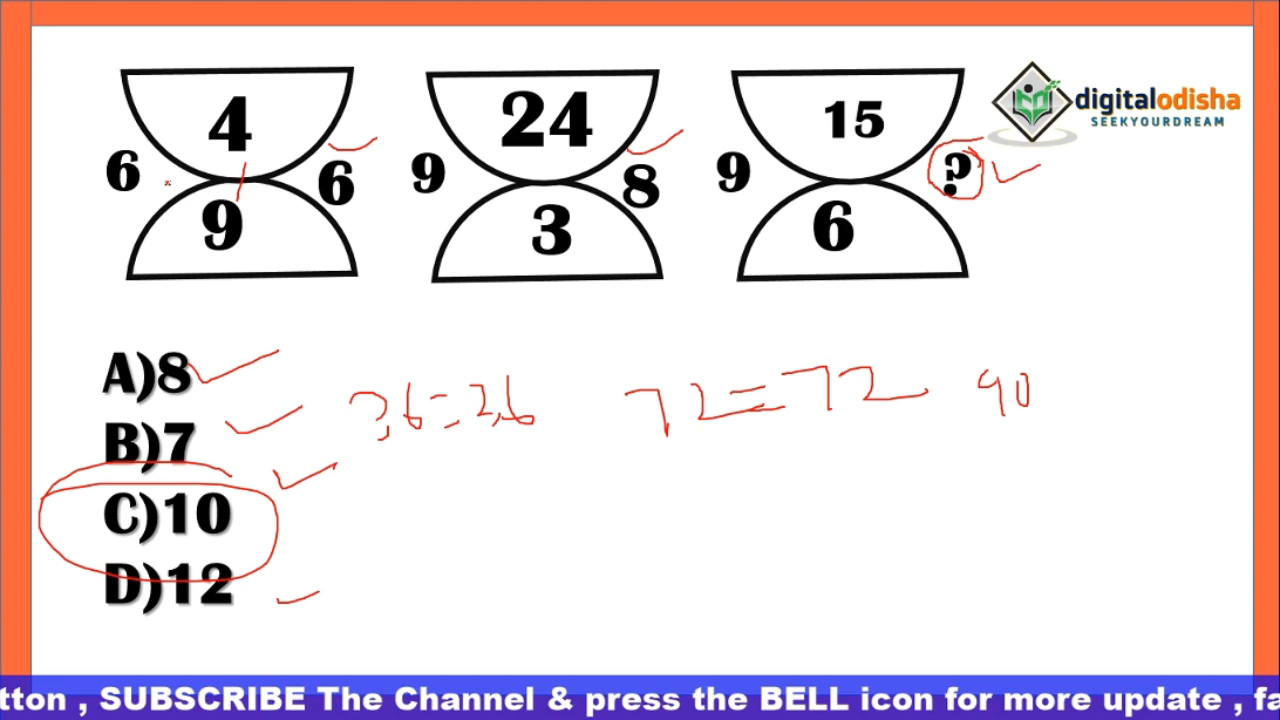 4 24 15
digitalodisha
SEEKYOURDREAM
6 6 9 8 9 ?
9 3 6
A)8
B)7
36=36 72=72 90
C)10
D)12
tton , SUBSCRIBE The Channel & press the BELL icon for more update , fa